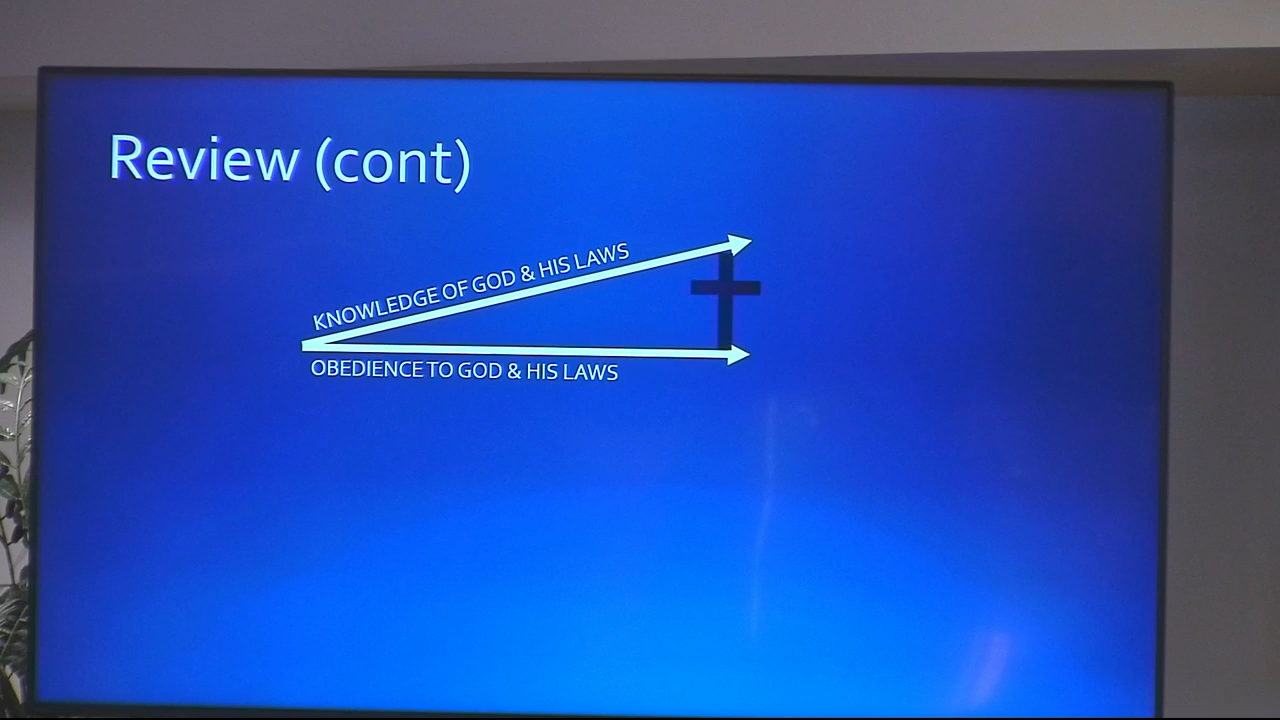 Review (cont)
KNOWLEDGE OF GOD & HIS LAWS
OBEDIENCE TO GOD & HIS LAWS